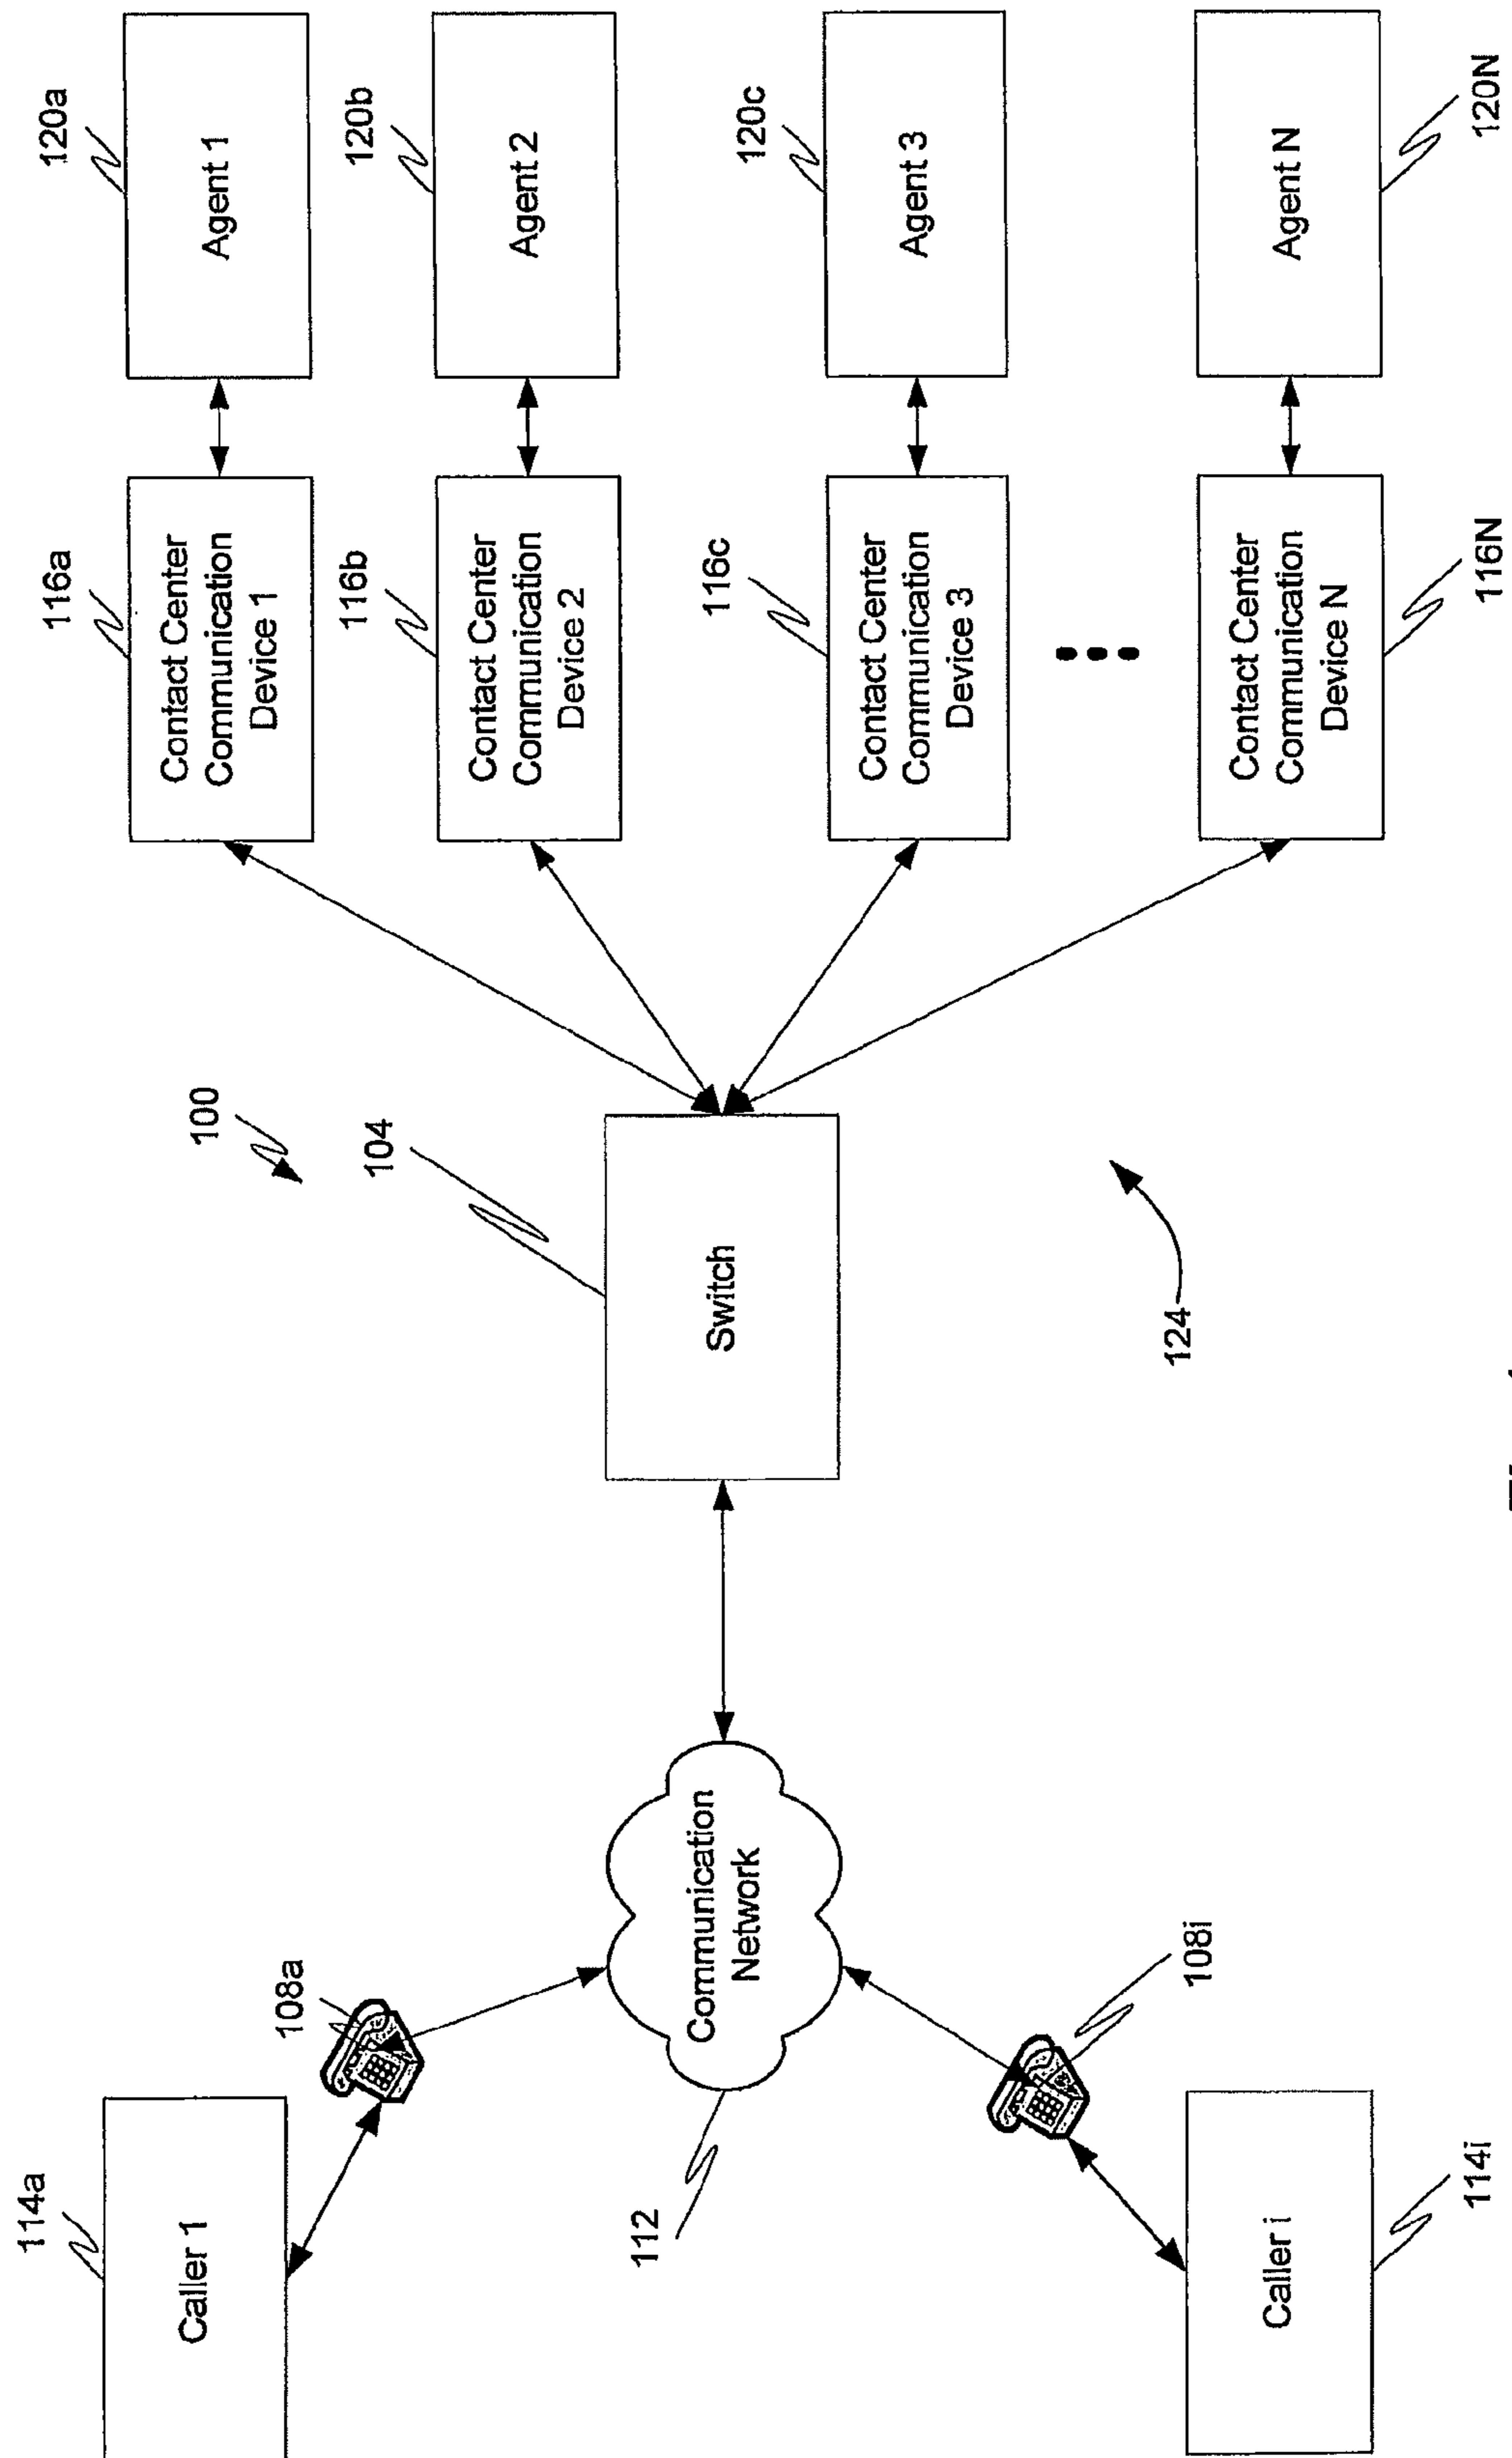 114a
Caller 1
108a
112
Communication
Network
108i
Caller i
114i
100
104
Switch
124
116a
Contact Center
Communication
Device 1
120a
Agent 1
116b
Contact Center
Communication
Device 2
120b
Agent 2
116c
Contact Center
Communication
Device 3
120c
Agent 3
Contact Center
Communication
Device N
116N
Agent N
120N